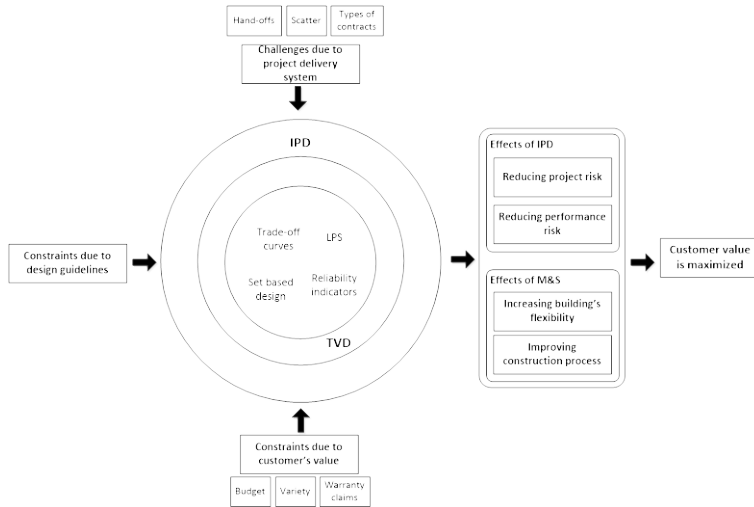 Hand-offs
Scatter
Types of
contracts
Challenges due to
project delivery
system
IPD
Trade-off
curves
LPS
Set based
design
Reliability
indicators
TVD
Constraints due to
design guidelines
Effects of IPD
Reducing project risk
Reducing performance
risk
Effects of M&S
Increasing building's
flexibility
Improving
construction process
Customer value
is maximized
Constraints due to
customer's value
Budget
Variety
Warranty
claims